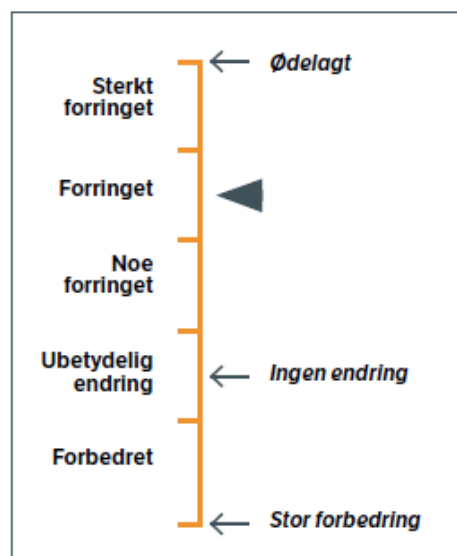 Ødelagt
Sterkt
forringet
Forringet
Noe
forringet
Ubetydelig
endring
Ingen endring
Forbedret
Stor forbedring